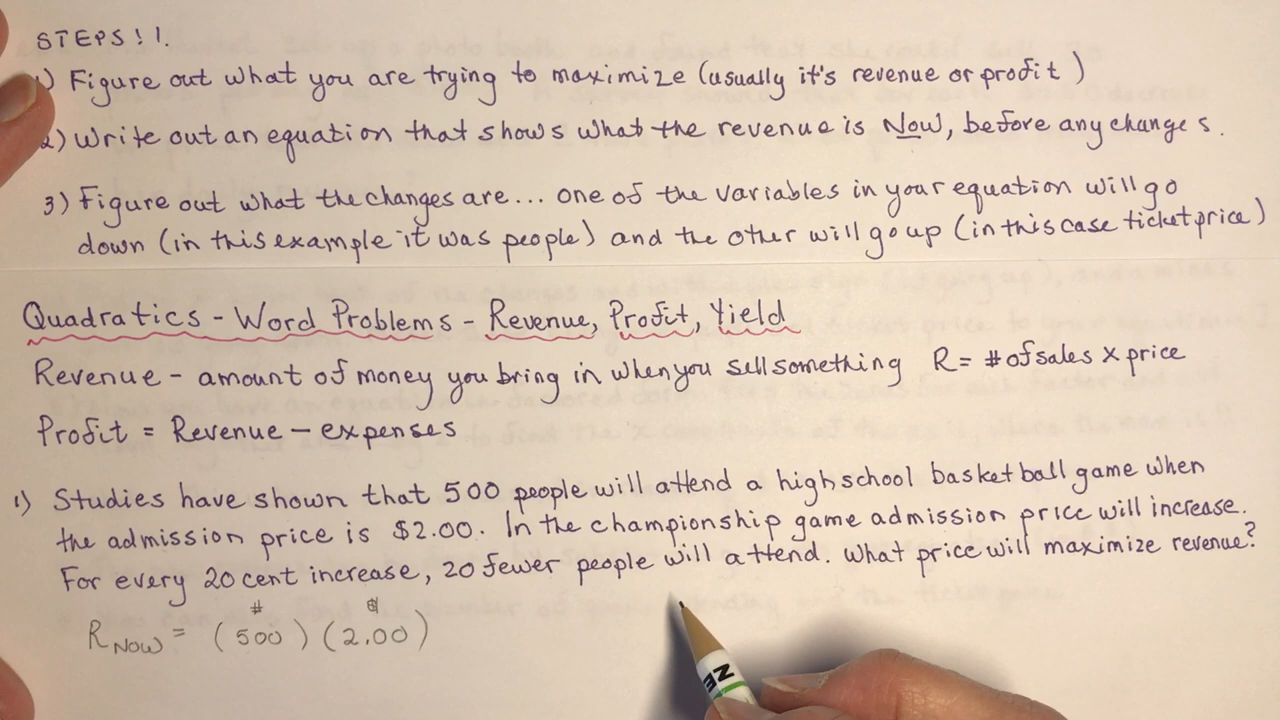 STEPS!!
1) Figure out what you are trying to maximize (usually it's revenue or profit)
2) Write out an equation that shows what the revenue is Now, before any changes.
3) Figure out what the changes are... one of the variables in your equation will go
down (in this example it was people) and the other will go up (in this case ticket price)
Quadratics - Word Problems - Revenue, Profit, Yield
Revenue - amount of money you bring in when you sell something R = # of sales x price
Profit = Revenue - expenses
1) Studies have shown that 500 people will attend a high school basketball game when
the admission price is $2.00. In the championship game admission price will increase.
For every 20 cent increase, 20 fewer people will attend. What price will maximize revenue?
# $
R NOW = (500)(2.00)
ZE